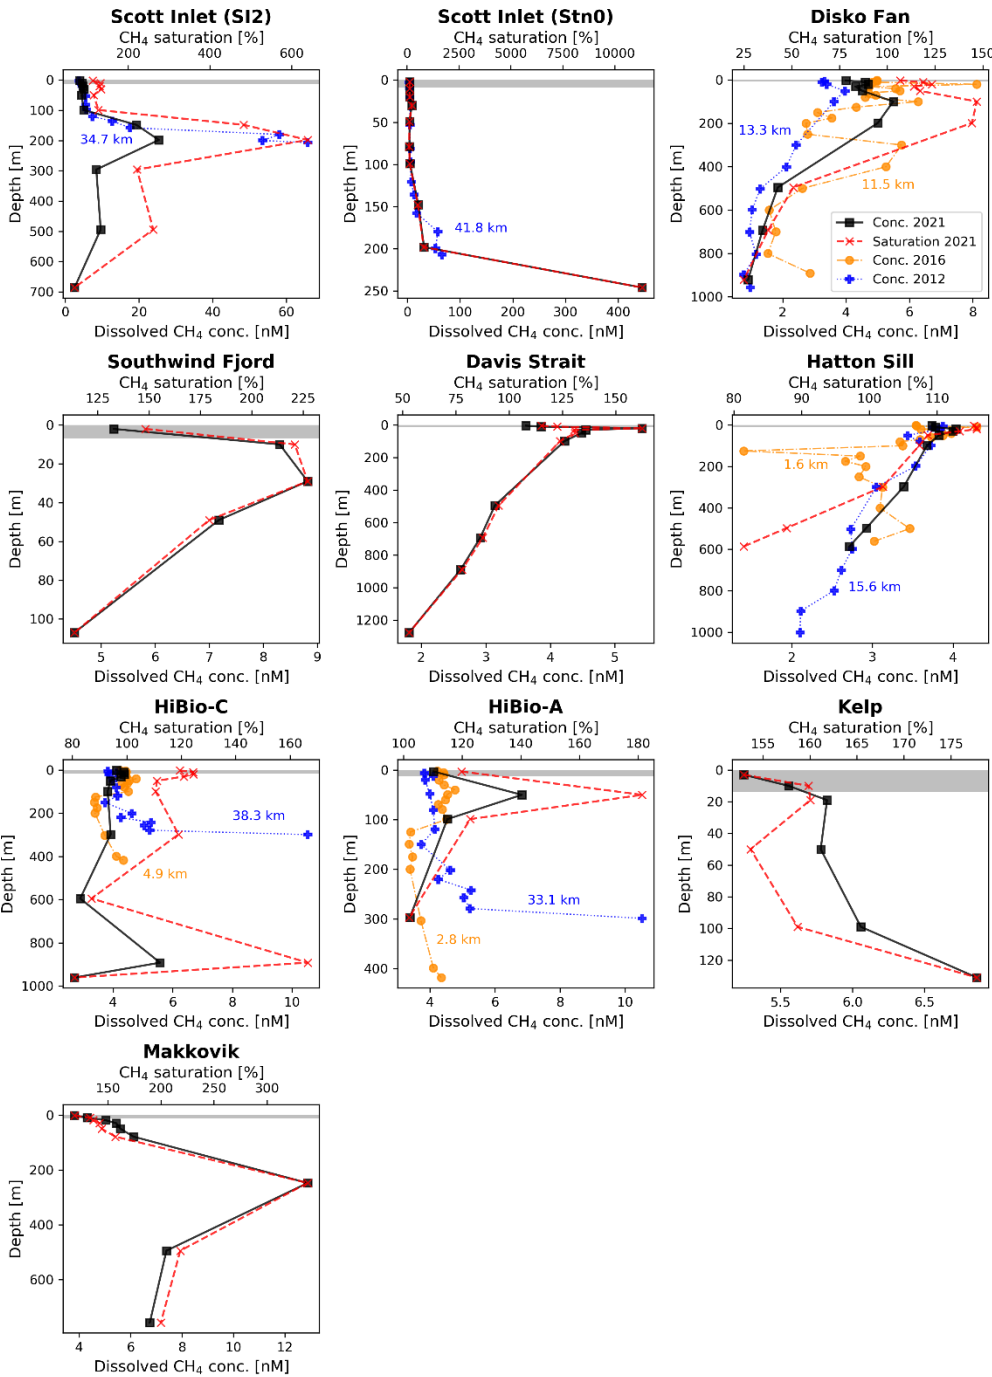 Scott Inlet (SI2)
CH₄ saturation [%]
200 400 600
0
100
200
300
400
500
600
700
Depth [m]
34.7 km
0 20 40 60
Dissolved CH₄ conc. [nM]
Scott Inlet (Stn0)
CH₄ saturation [%]
0 2500 5000 7500 10000
0
50
100
150
200
250
Depth [m]
41.8 km
0 100 200 300 400
Dissolved CH₄ conc. [nM]
Disko Fan
CH₄ saturation [%]
25 50 75 100 125 150
0
200
400
600
800
1000
Depth [m]
13.3 km
11.5 km
Conc. 2021
Saturation 2021
Conc. 2016
Conc. 2012
2 4 6 8
Dissolved CH₄ conc. [nM]
Southwind Fjord
CH₄ saturation [%]
125 150 175 200 225
0
20
40
60
80
100
Depth [m]
5 6 7 8 9
Dissolved CH₄ conc. [nM]
Davis Strait
CH₄ saturation [%]
50 75 100 125 150
0
200
400
600
800
1000
1200
Depth [m]
2 3 4 5
Dissolved CH₄ conc. [nM]
Hatton Sill
CH₄ saturation [%]
80 90 100 110
0
200
400
600
800
1000
Depth [m]
1.6 km
15.6 km
2 3 4
Dissolved CH₄ conc. [nM]
HiBio-C
CH₄ saturation [%]
80 100 120 140 160
0
200
400
600
800
1000
Depth [m]
38.3 km
4.9 km
4 6 8 10
Dissolved CH₄ conc. [nM]
HiBio-A
CH₄ saturation [%]
100 120 140 160 180
0
100
200
300
400
Depth [m]
33.1 km
2.8 km
4 6 8 10
Dissolved CH₄ conc. [nM]
Kelp
CH₄ saturation [%]
155 160 165 170 175
0
20
40
60
80
100
120
Depth [m]
5.5 6.0 6.5
Dissolved CH₄ conc. [nM]
Makkovik
CH₄ saturation [%]
150 200 250 300
0
200
400
600
Depth [m]
4 6 8 10 12
Dissolved CH₄ conc. [nM]